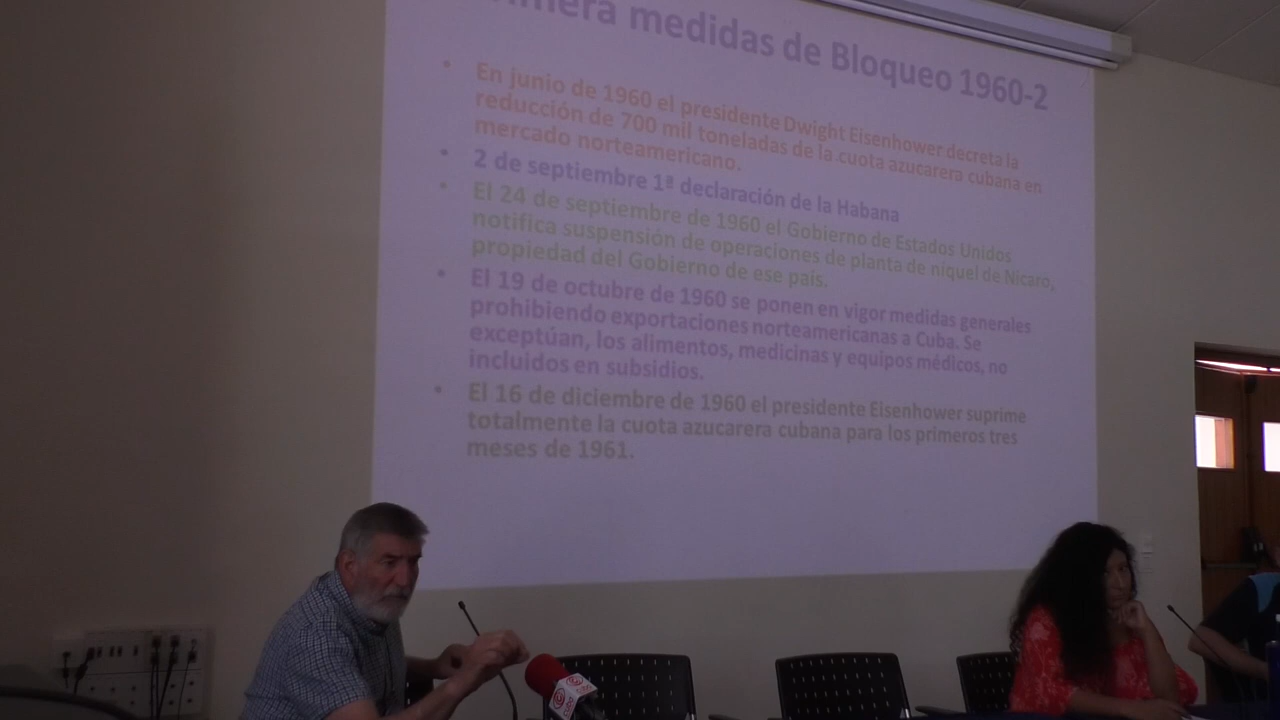 rimera medidas de Bloqueo 1960-2
• En junio de 1960 el presidente Dwight Eisenhower decreta la
reducción de 700 mil toneladas de la cuota azucarera cubana en
mercado norteamericano.
• 2 de septiembre 1ª declaración de la Habana
• El 24 de septiembre de 1960 el Gobierno de Estados Unidos
notifica suspensión de operaciones de planta de níquel de Nicaro,
propiedad del Gobierno de ese país.
• El 19 de octubre de 1960 se ponen en vigor medidas generales
prohibiendo exportaciones norteamericanas a Cuba. Se
exceptúan, los alimentos, medicinas y equipos médicos, no
incluidos en subsidios.
• El 16 de diciembre de 1960 el presidente Eisenhower suprime
totalmente la cuota azucarera cubana para los primeros tres
meses de 1961.